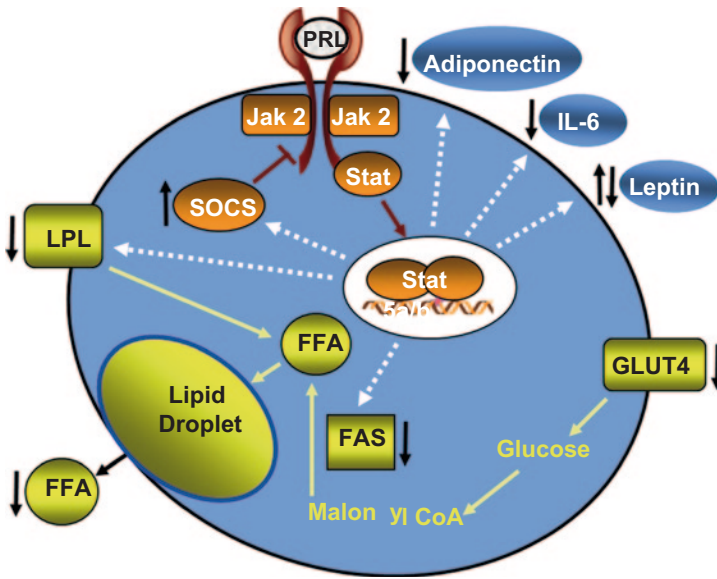 PRL
Adiponectin
Jak 2
Jak 2
IL-6
Stat
Leptin
SOCS
LPL
Stat
5a/b
FFA
GLUT4
Lipid
Droplet
FAS
Glucose
FFA
Malon yl CoA